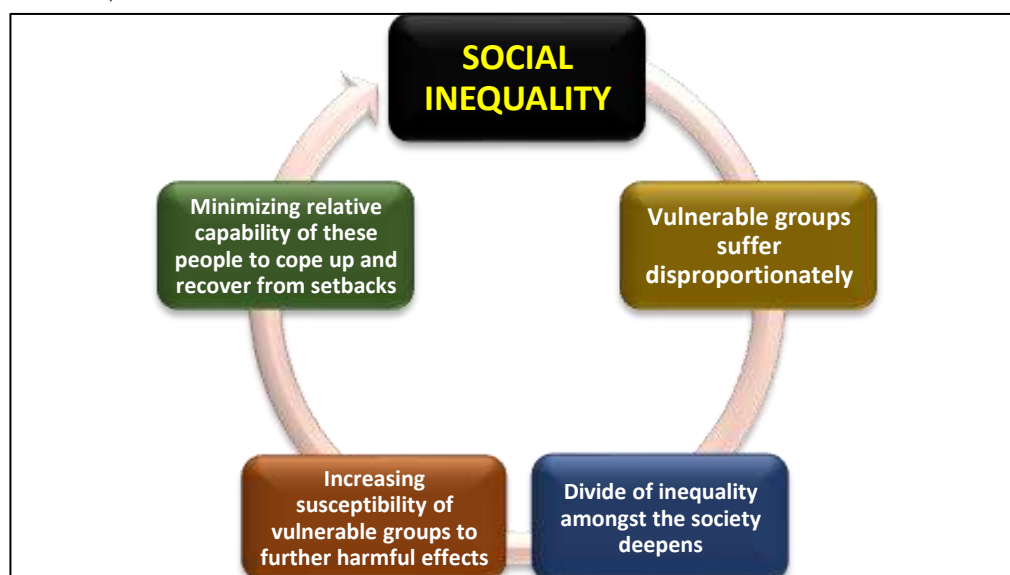 SOCIAL
INEQUALITY
Vulnerable groups
suffer
disproportionately
Divide of inequality
amongst the society
deepens
Increasing
susceptibility of
vulnerable groups to
further harmful effects
Minimizing relative
capability of these
people to cope up and
recover from setbacks